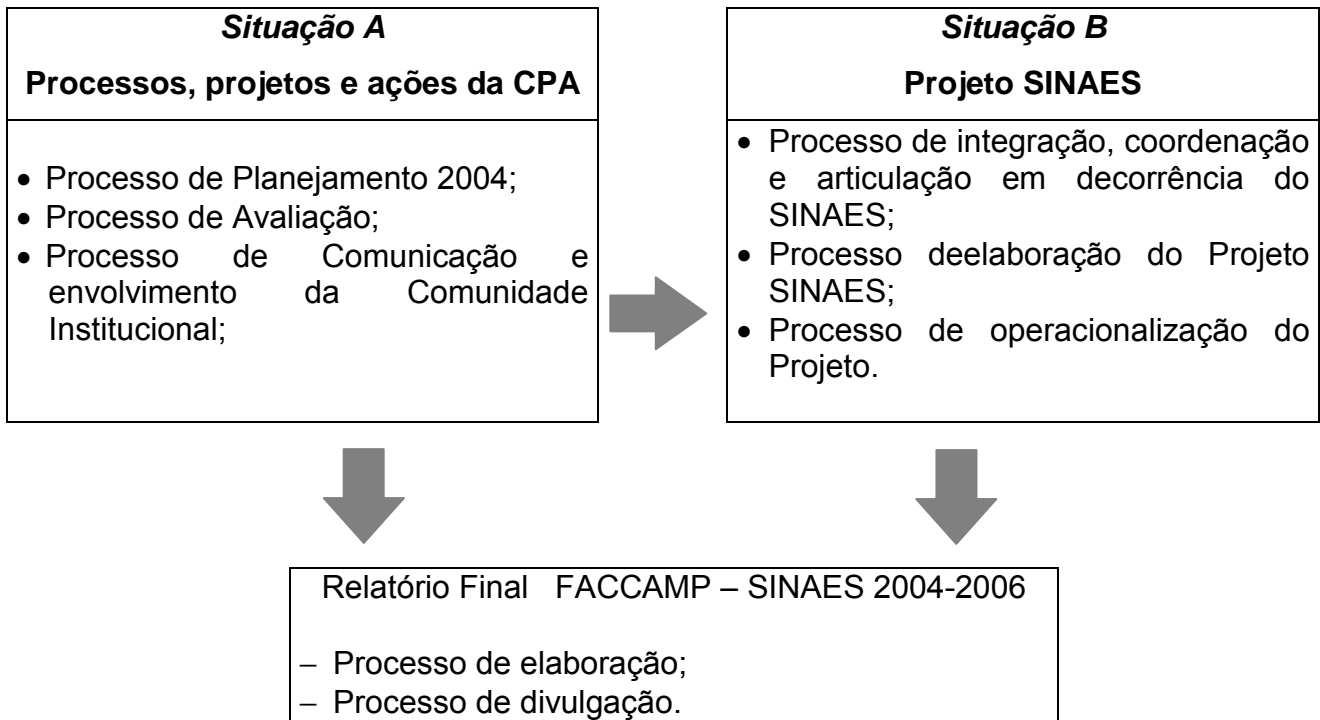 Situação A
Processos, projetos e ações da CPA
• Processo de Planejamento 2004;
• Processo de Avaliação;
• Processo de Comunicação e
envolvimento da Comunidade
Institucional;
Situação B
Projeto SINAES
• Processo de integração, coordenação
e articulação em decorrência do
SINAES;
• Processo deelaboração do Projeto
SINAES;
• Processo de operacionalização do
Projeto.
Relatório Final FACCAMP – SINAES 2004-2006
− Processo de elaboração;
− Processo de divulgação.